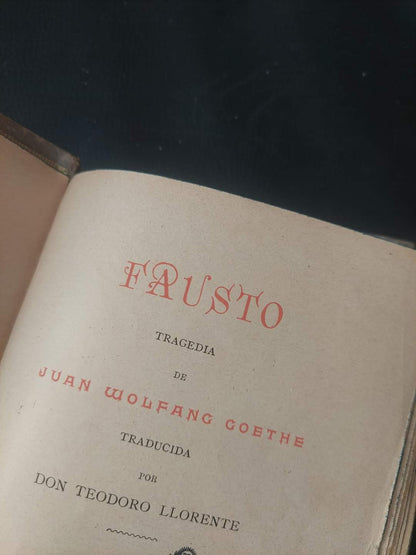 FAUSTO
TRAGEDIA
DE
JUAN WOLFANG GOETHE
TRADUCIDA
POR
DON TEODORO LLORENTE